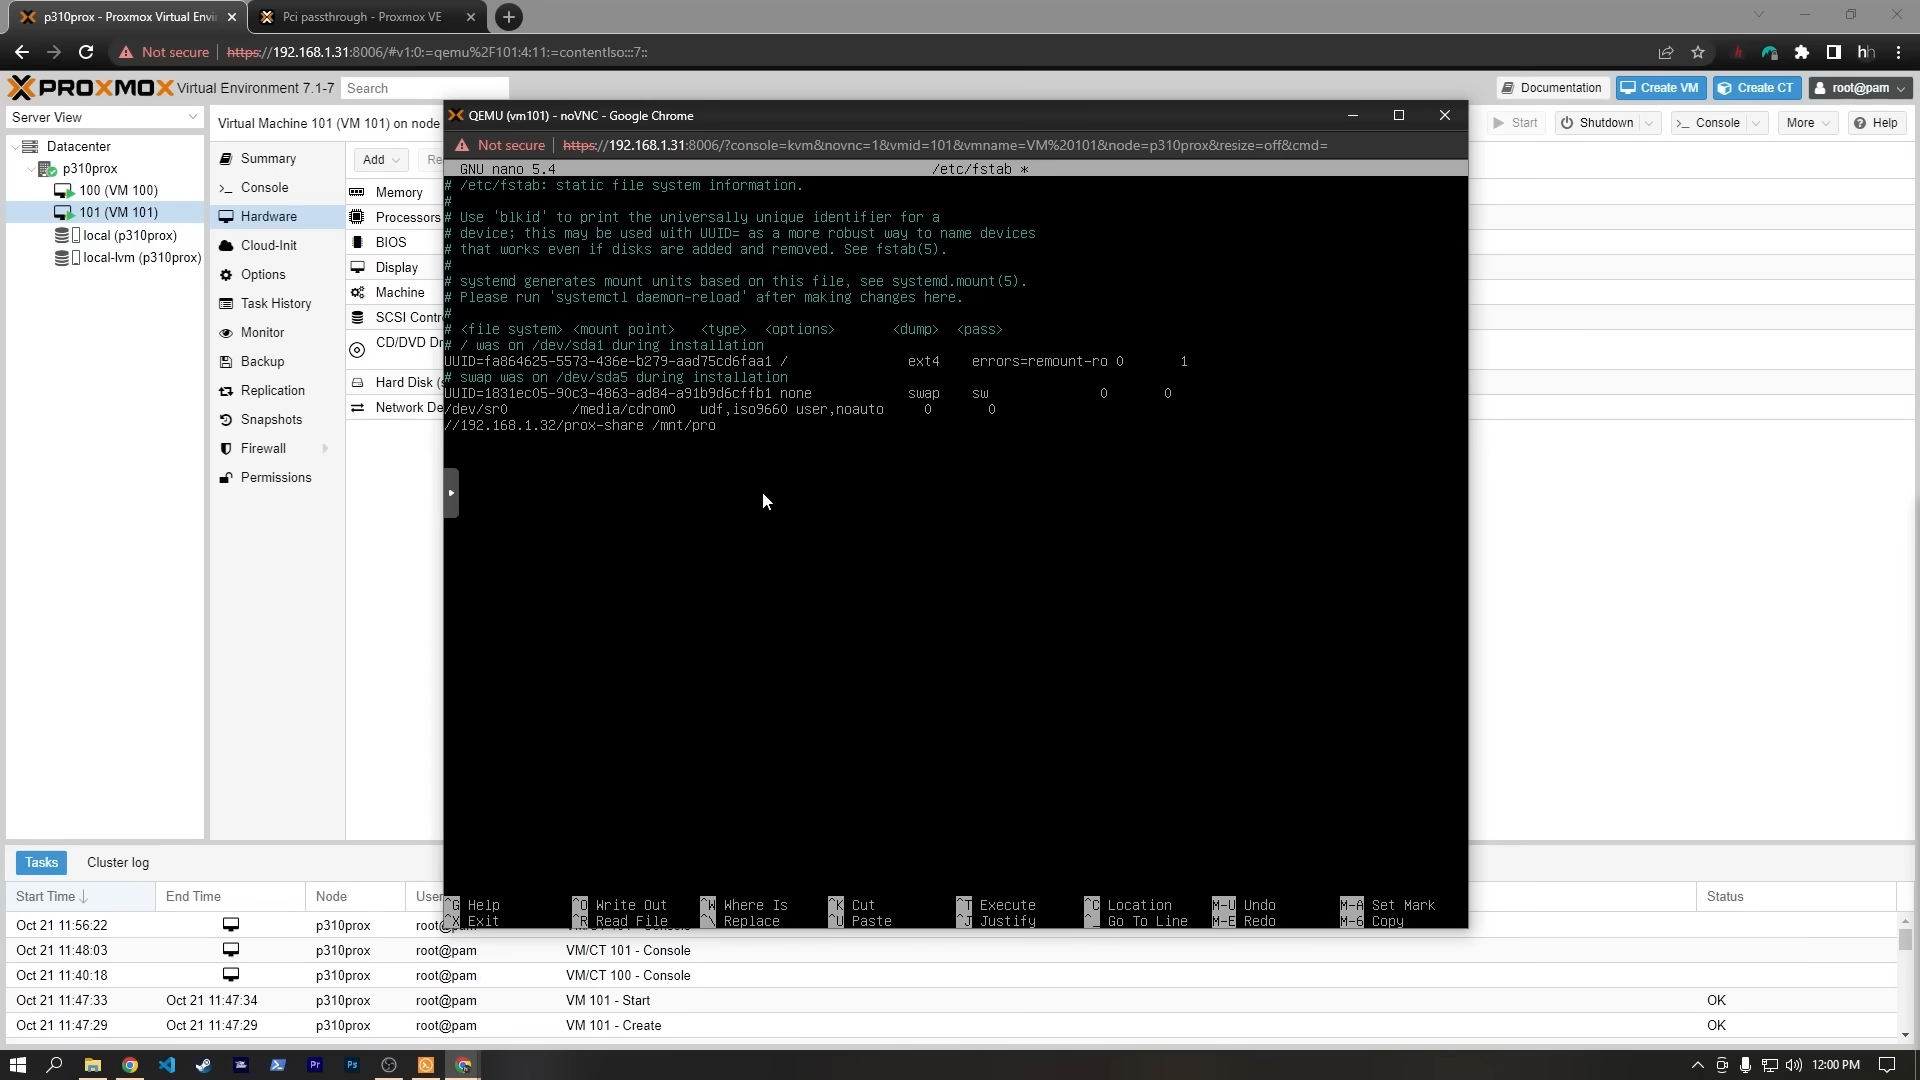 p310prox - Proxmox Virtual Envir
Pci passthrough - Proxmox VE
Not secure
https://192.168.1.31:8006/#v1:0:=qemu%2F101:4:11:=contentIso:::7::
PROXMOX Virtual Environment 7.1-7
Search
Documentation
Create VM
Create CT
root@pam
Server View
Virtual Machine 101 (VM 101) on node
Start
Shutdown
Console
More
Help
Datacenter
p310prox
100 (VM 100)
101 (VM 101)
local (p310prox)
local-lvm (p310prox)
Summary
Console
Hardware
Cloud-Init
Options
Task History
Monitor
Backup
Replication
Snapshots
Firewall
Permissions
Add
Re
Memory
Processors
BIOS
Display
Machine
SCSI Contr
CD/DVD Dr
Hard Disk (s
Network De
QEMU (vm101) - noVNC - Google Chrome
Not secure
https://192.168.1.31:8006/?console=kvm&novnc=1&vmid=101&vmname=VM%20101&node=p310prox&resize=off&cmd=
GNU nano 5.4 /etc/fstab *
# /etc/fstab: static file system information.
#
# Use 'blkid' to print the universally unique identifier for a
# device; this may be used with UUID= as a more robust way to name devices
# that works even if disks are added and removed. See fstab(5).
#
# systemd generates mount units based on this file, see systemd.mount(5).
# Please run 'systemctl daemon-reload' after making changes here.
#
# <file system> <mount point> <type> <options> <dump> <pass>
# / was on /dev/sda1 during installation
UUID=fa864625-5573-436e-b279-aad75cd6faa1 / ext4 errors=remount-ro 0 1
# swap was on /dev/sda5 during installation
UUID=1831ec05-90c3-4863-ad84-a91b9d6cffb1 none swap sw 0 0
/dev/sr0 /media/cdrom0 udf,iso9660 user,noauto 0 0
//192.168.1.32/prox-share /mnt/pro
^G Help ^O Write Out ^W Where Is ^K Cut ^T Execute ^C Location M-U Undo M-A Set Mark
^X Exit ^R Read File ^\ Replace ^U Paste ^J Justify ^_ Go To Line M-E Redo M-6 Copy
Tasks
Cluster log
Start Time End Time Node User Status
Oct 21 11:56:22 p310prox root@pam VM/CT 101 - Console
Oct 21 11:48:03 p310prox root@pam VM/CT 101 - Console
Oct 21 11:40:18 p310prox root@pam VM/CT 100 - Console
Oct 21 11:47:33 Oct 21 11:47:34 p310prox root@pam VM 101 - Start OK
Oct 21 11:47:29 Oct 21 11:47:29 p310prox root@pam VM 101 - Create OK
12:00 PM